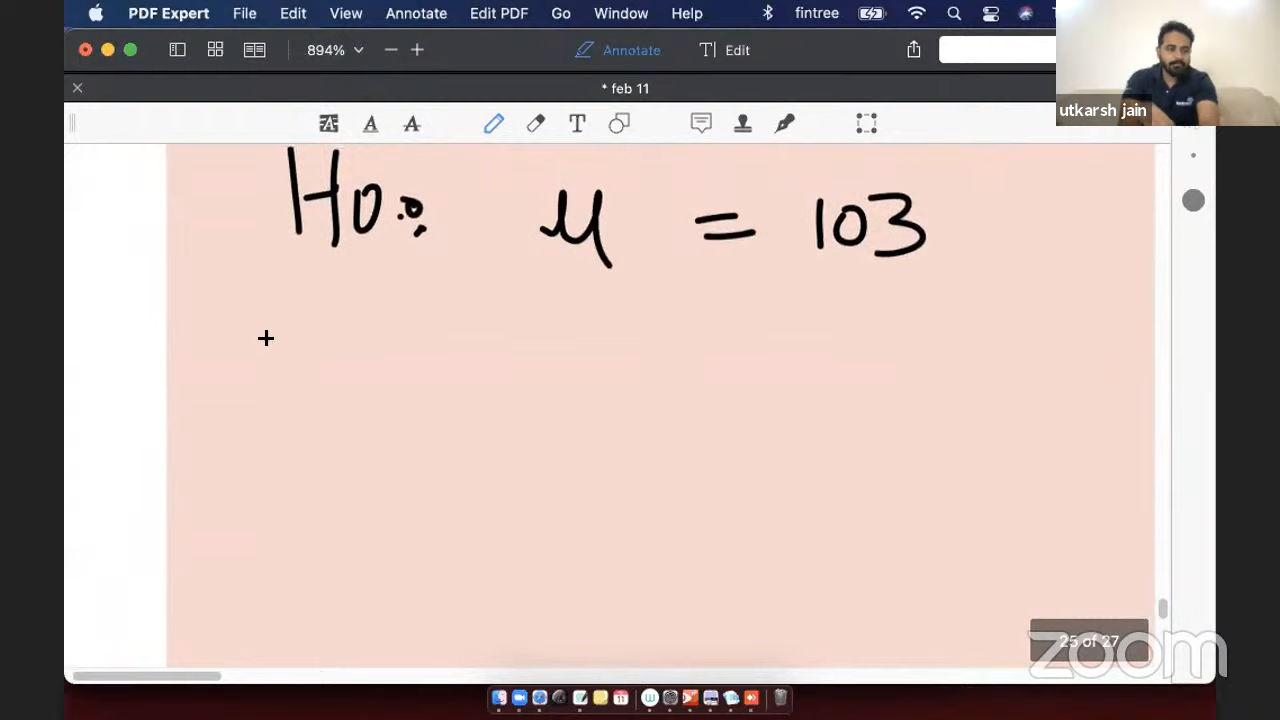 PDF Expert File Edit View Annotate Edit PDF Go Window Help fintree
894% Annotate T| Edit
* feb 11
utkarsh jain
H0: μ = 103
25 of 27
zoom